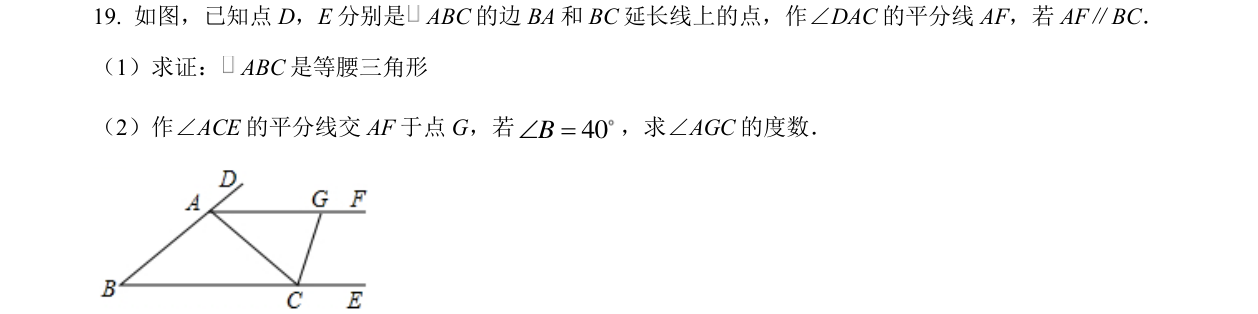 19. 如图，已知点 D，E 分别是□ ABC 的边 BA 和 BC 延长线上的点，作∠DAC 的平分线 AF，若 AF∥BC．
（1）求证：□ ABC 是等腰三角形
（2）作∠ACE 的平分线交 AF 于点 G，若 ∠B = 40°，求∠AGC 的度数．
D
A G F
B C E